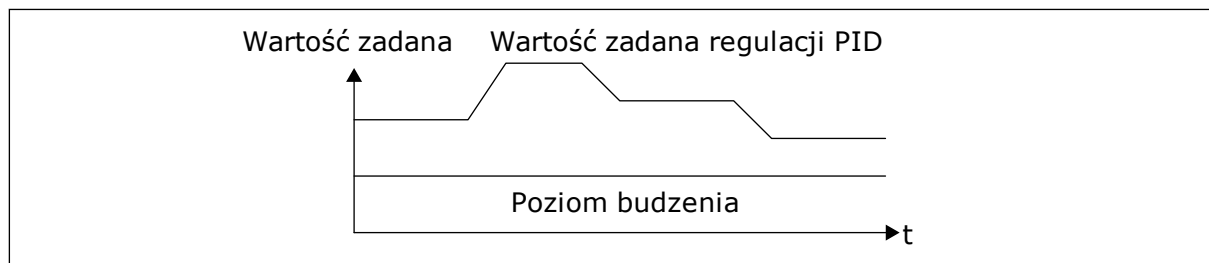 Wartość zadana
Wartość zadana regulacji PID
Poziom budzenia
t